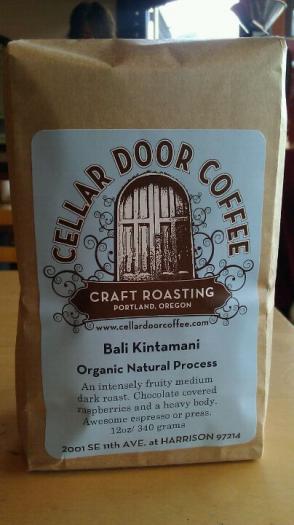 CELLAR DOOR COFFEE
CRAFT ROASTING
PORTLAND, OREGON
www.cellardoorcoffee.com
Bali Kintamani
Organic Natural Process
An intensely fruity medium
dark roast. Chocolate covered
raspberries and a heavy body.
Awesome espresso or press.
12oz/ 340 grams
2001 SE 11th AVE. at HARRISON 97214